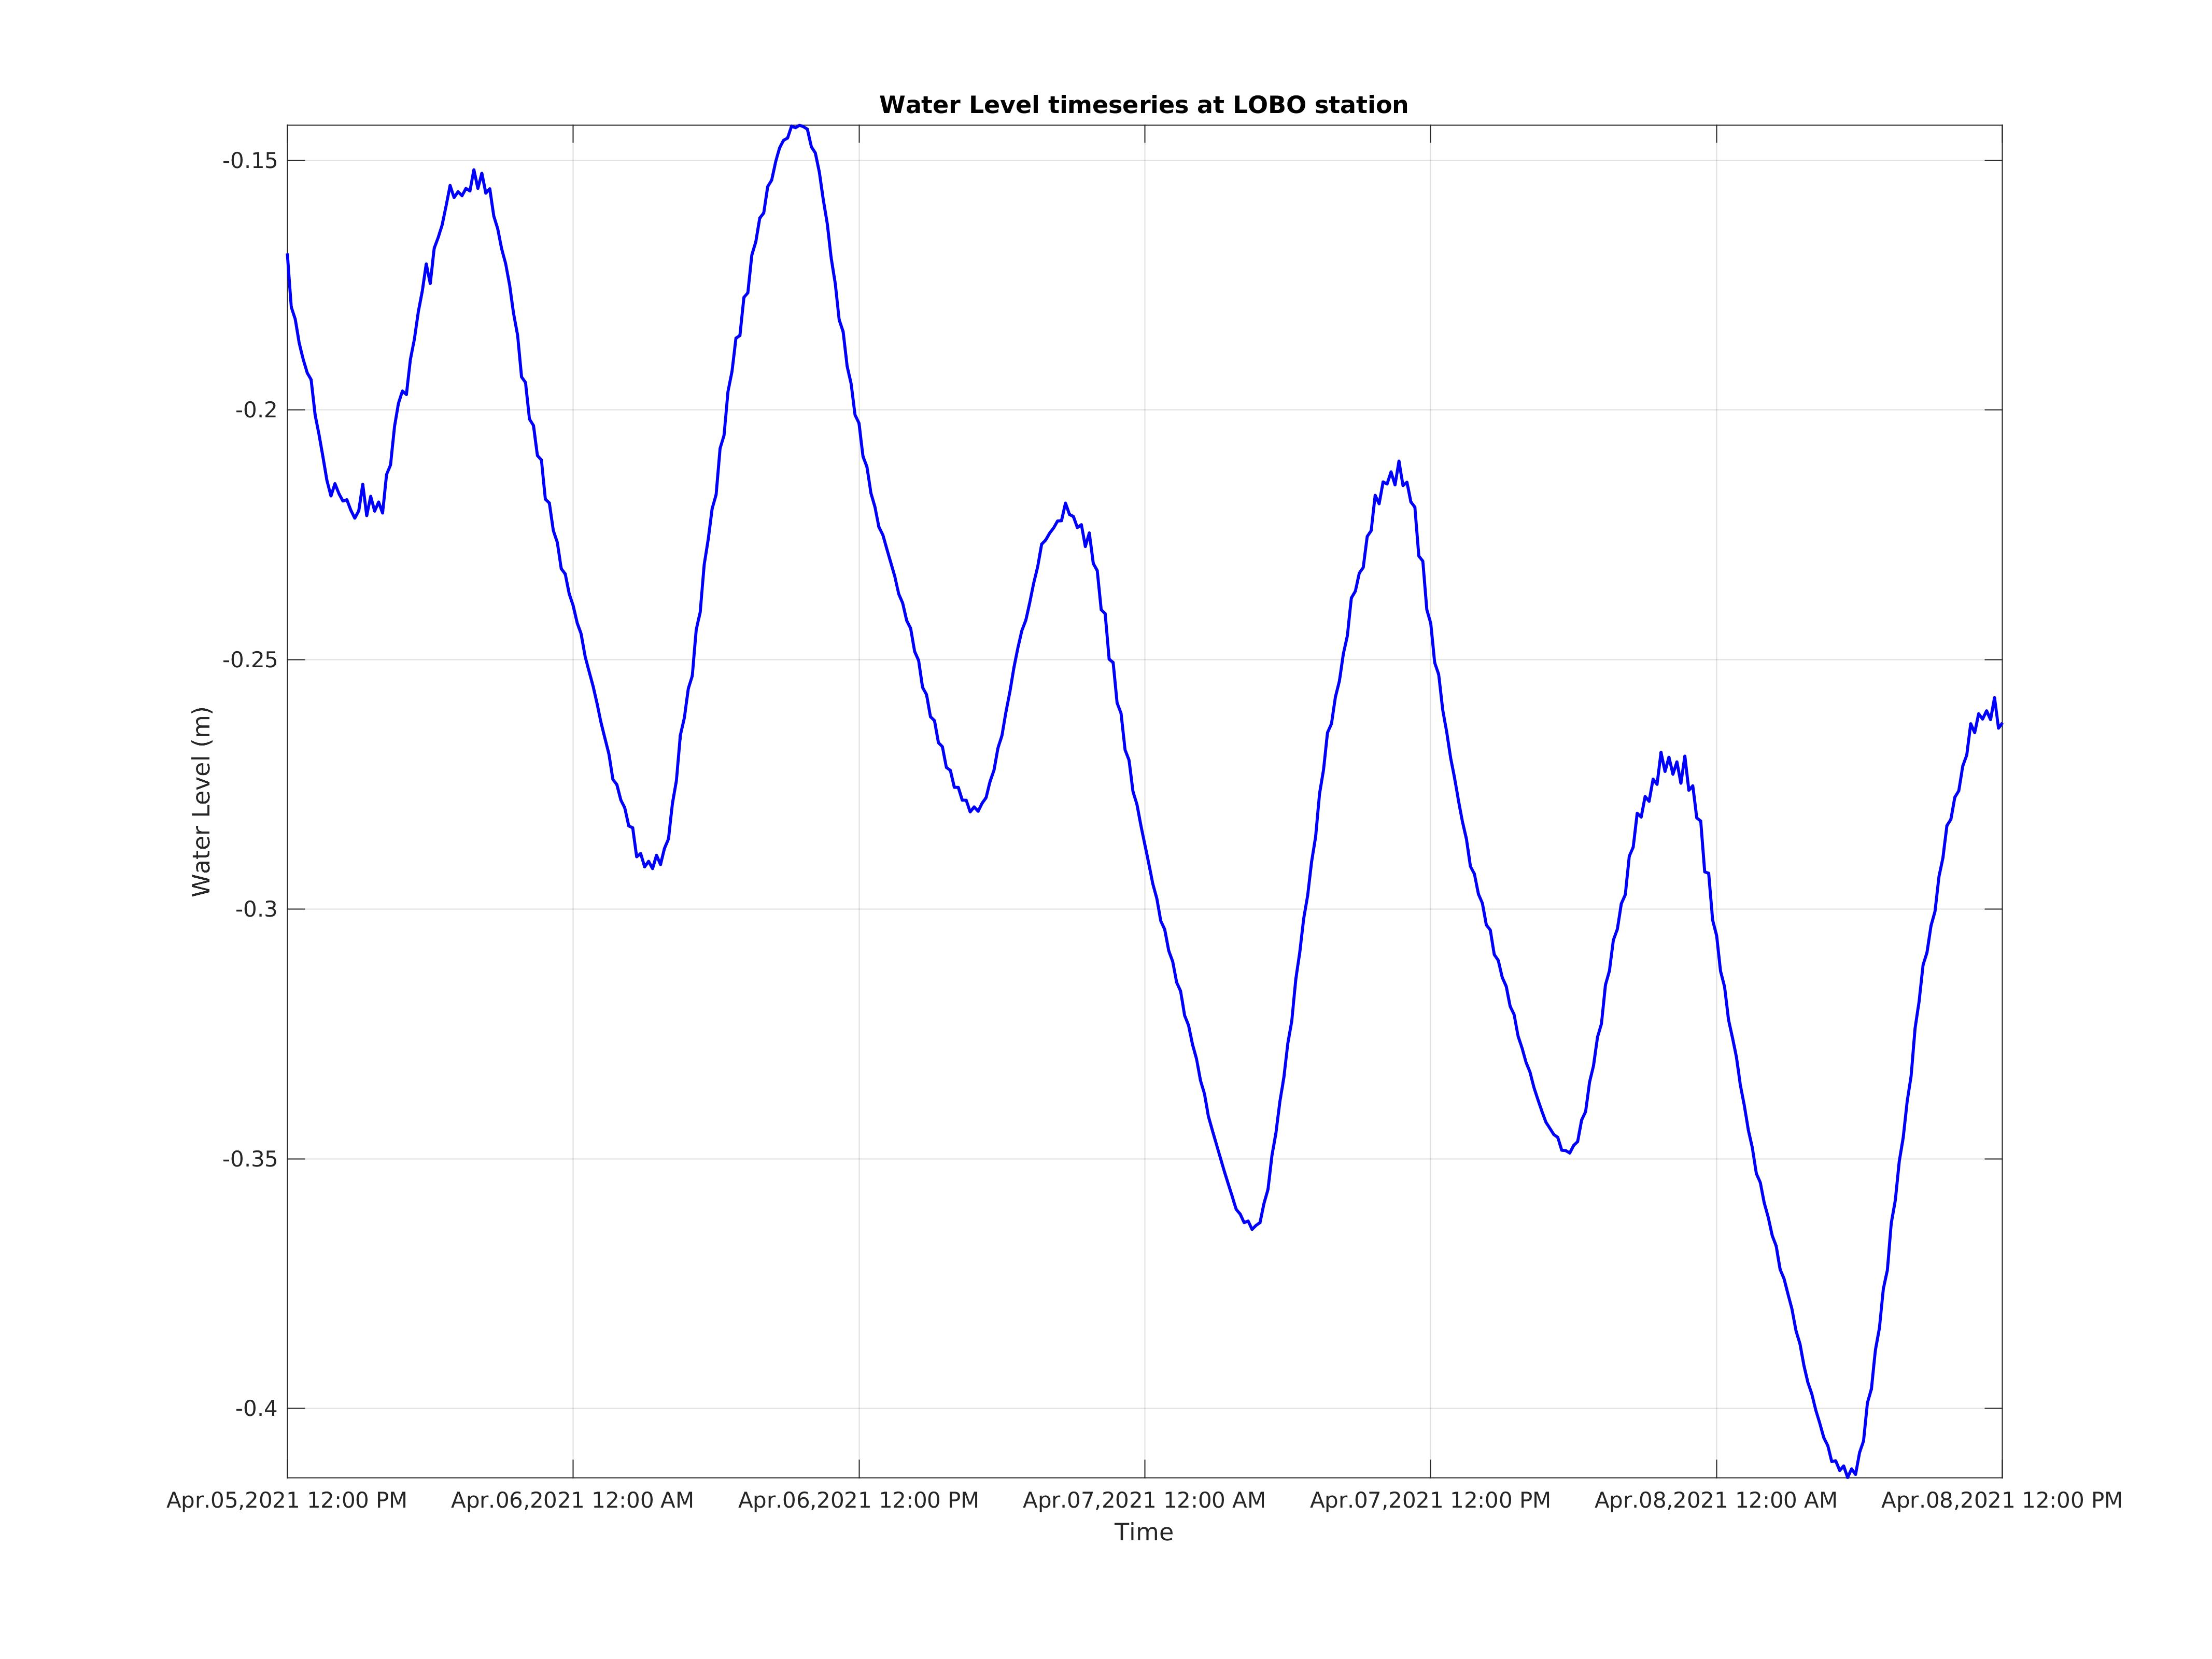 Water Level timeseries at LOBO station
-0.15
-0.2
-0.25
-0.3
-0.35
-0.4
Water Level (m)
Apr.05,2021 12:00 PM Apr.06,2021 12:00 AM Apr.06,2021 12:00 PM Apr.07,2021 12:00 AM Apr.07,2021 12:00 PM Apr.08,2021 12:00 AM Apr.08,2021 12:00 PM
Time